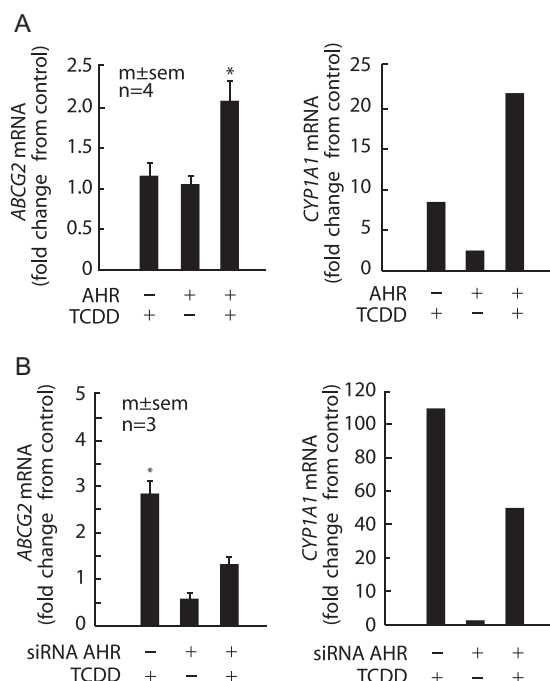 A
ABCG2 mRNA
(fold change from control)
2.5
2.0
1.5
1.0
0.5
0
m±sem
n=4
*
AHR − + +
TCDD + − +
CYP1A1 mRNA
(fold change from control)
25
20
15
10
5
0
AHR − + +
TCDD + − +
B
ABCG2 mRNA
(fold change from control)
5
4
3
2
1
0
m±sem
n=3
*
siRNA AHR − + +
TCDD + − +
CYP1A1 mRNA
(fold change from control)
120
100
80
60
40
20
100
0
siRNA AHR − + +
TCDD + − +